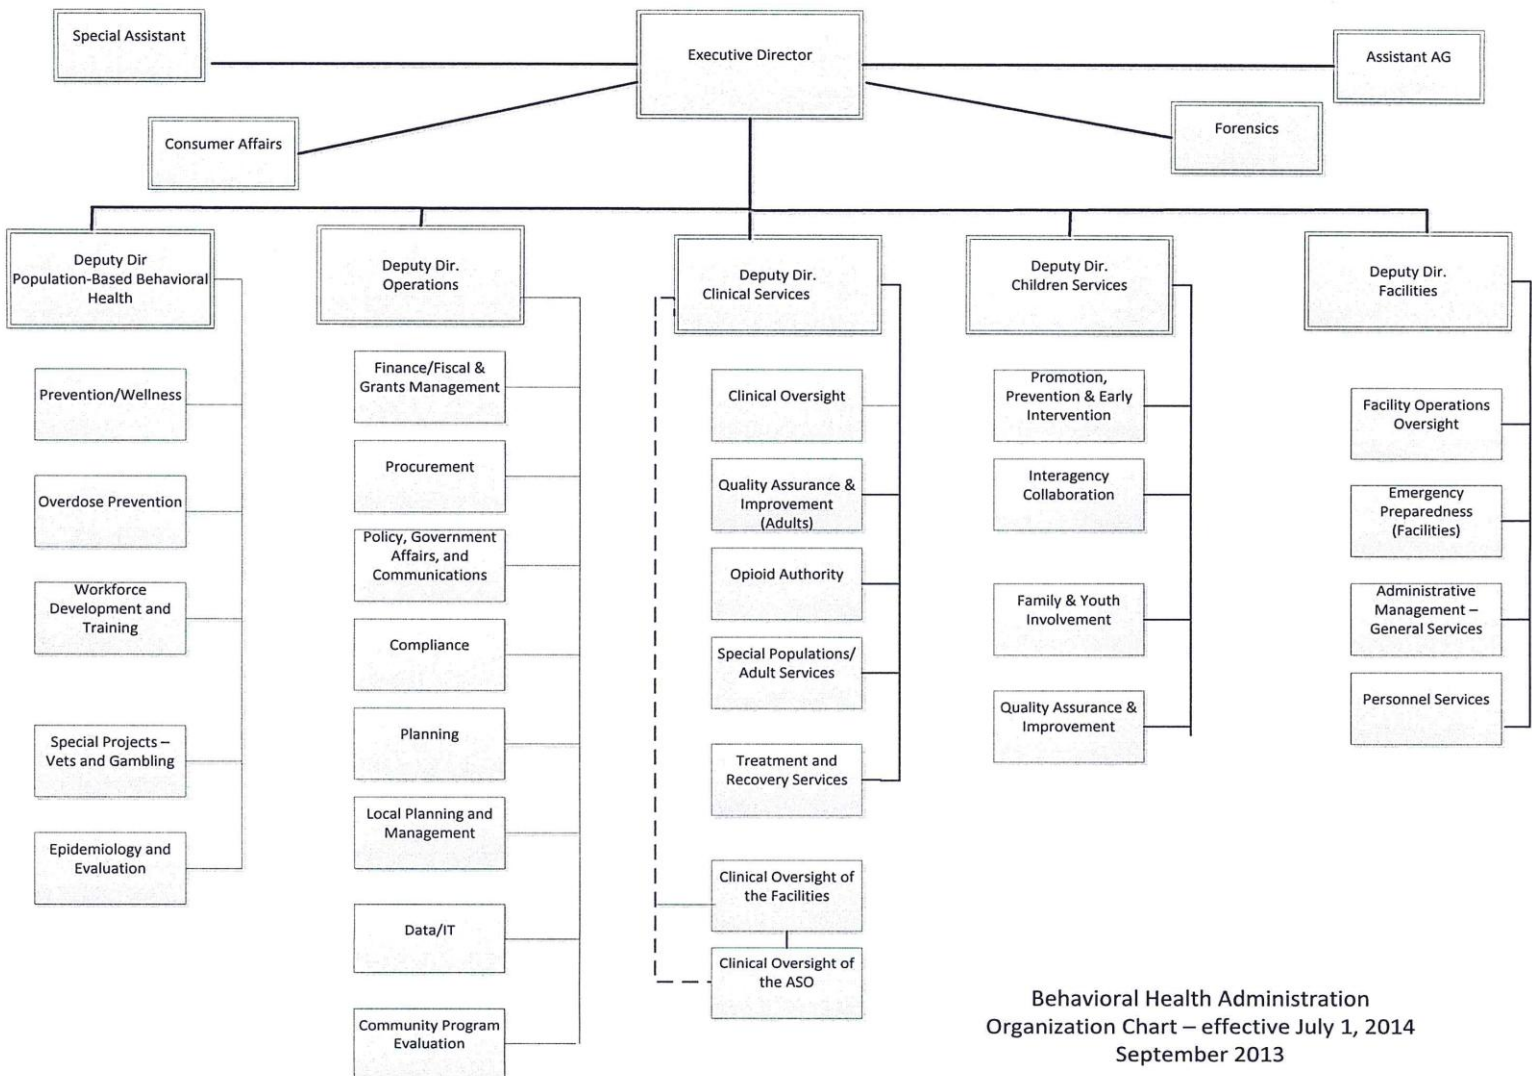 Special Assistant
Executive Director
Assistant AG
Consumer Affairs
Forensics
Deputy Dir
Population-Based Behavioral
Health
Prevention/Wellness
Overdose Prevention
Workforce
Development and
Training
Special Projects –
Vets and Gambling
Epidemiology and
Evaluation
Deputy Dir.
Operations
Finance/Fiscal &
Grants Management
Procurement
Policy, Government
Affairs, and
Communications
Compliance
Planning
Local Planning and
Management
Data/IT
Community Program
Evaluation
Deputy Dir.
Clinical Services
Clinical Oversight
Quality Assurance &
Improvement
(Adults)
Opioid Authority
Special Populations/
Adult Services
Treatment and
Recovery Services
Clinical Oversight of
the Facilities
Clinical Oversight of
the ASO
Deputy Dir.
Children Services
Promotion,
Prevention & Early
Intervention
Interagency
Collaboration
Family & Youth
Involvement
Quality Assurance &
Improvement
Deputy Dir.
Facilities
Facility Operations
Oversight
Emergency
Preparedness
(Facilities)
Administrative
Management –
General Services
Personnel Services
Behavioral Health Administration
Organization Chart – effective July 1, 2014
September 2013